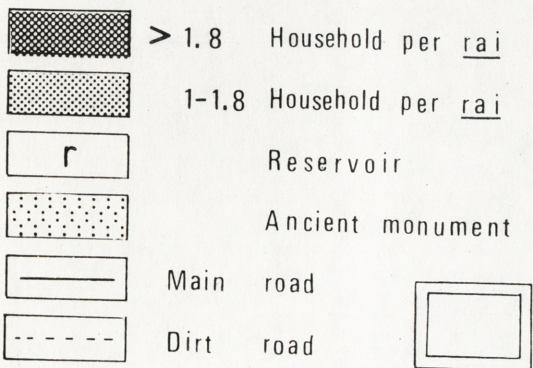 > 1.8 Household per rai
1-1.8 Household per rai
r Reservoir
Ancient monument
Main road
Dirt road